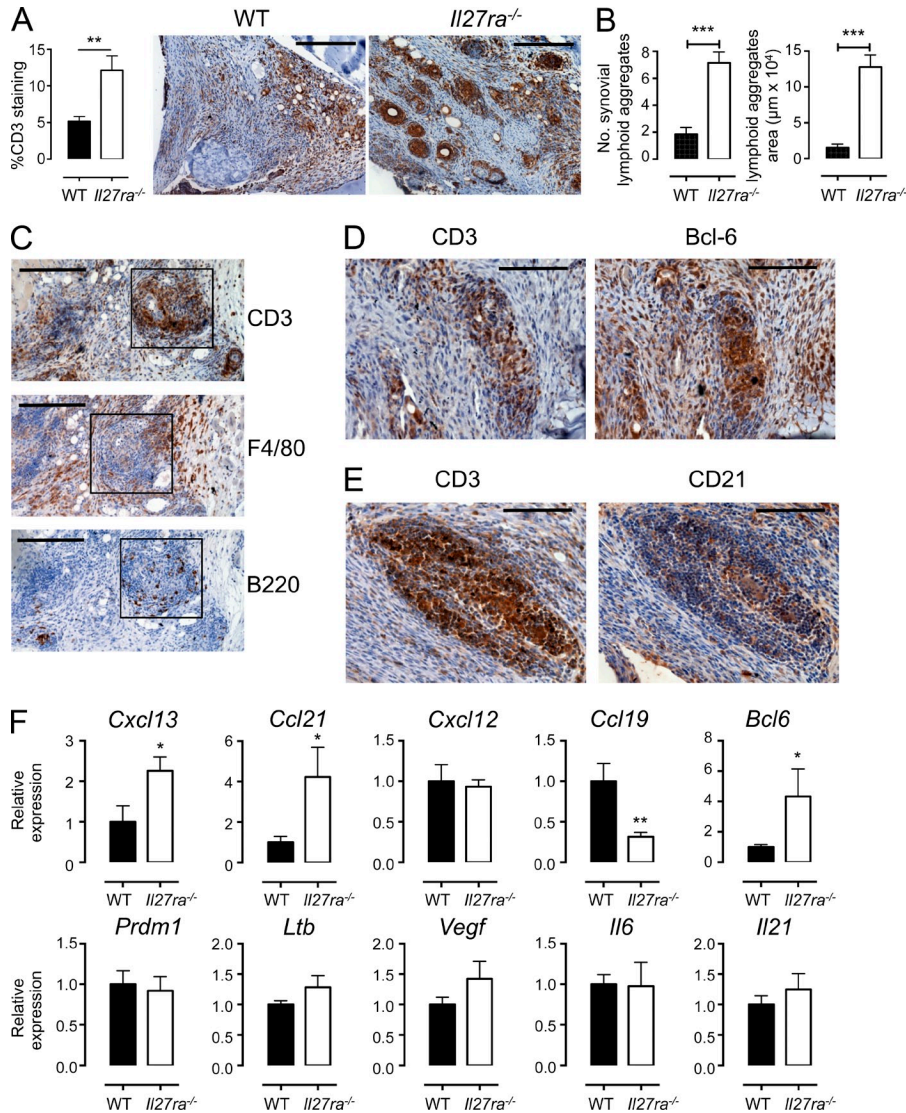 A
WT
Il27ra-/-
**
%CD3 staining
15
10
5
0
WT Il27ra-/-
B
***
No. synovial
lymphoid aggregates
8
6
4
2
0
WT Il27ra-/-
***
lymphoid aggregates
area (µm x 10⁴)
15
10
5
0
WT Il27ra-/-
C
CD3
F4/80
B220
D
CD3
Bcl-6
E
CD3
CD21
F
Relative
expression
Cxcl13
3
2
1
0
*
WT Il27ra-/-
Ccl21
6
4
2
0
*
WT Il27ra-/-
Cxcl12
1.5
1.0
0.5
0.0
WT Il27ra-/-
Ccl19
1.5
1.0
0.5
0.0
**
WT Il27ra-/-
Bcl6
8
6
4
2
0
*
WT Il27ra-/-
Relative
expression
Prdm1
1.5
1.0
0.5
0.0
WT Il27ra-/-
Ltb
2.0
1.5
1.0
0.5
0.0
WT Il27ra-/-
Vegf
2.0
1.5
1.0
0.5
0.0
WT Il27ra-/-
Il6
1.5
1.0
0.5
0.0
WT Il27ra-/-
Il21
2.0
1.5
1.0
0.5
0.0
WT Il27ra-/-